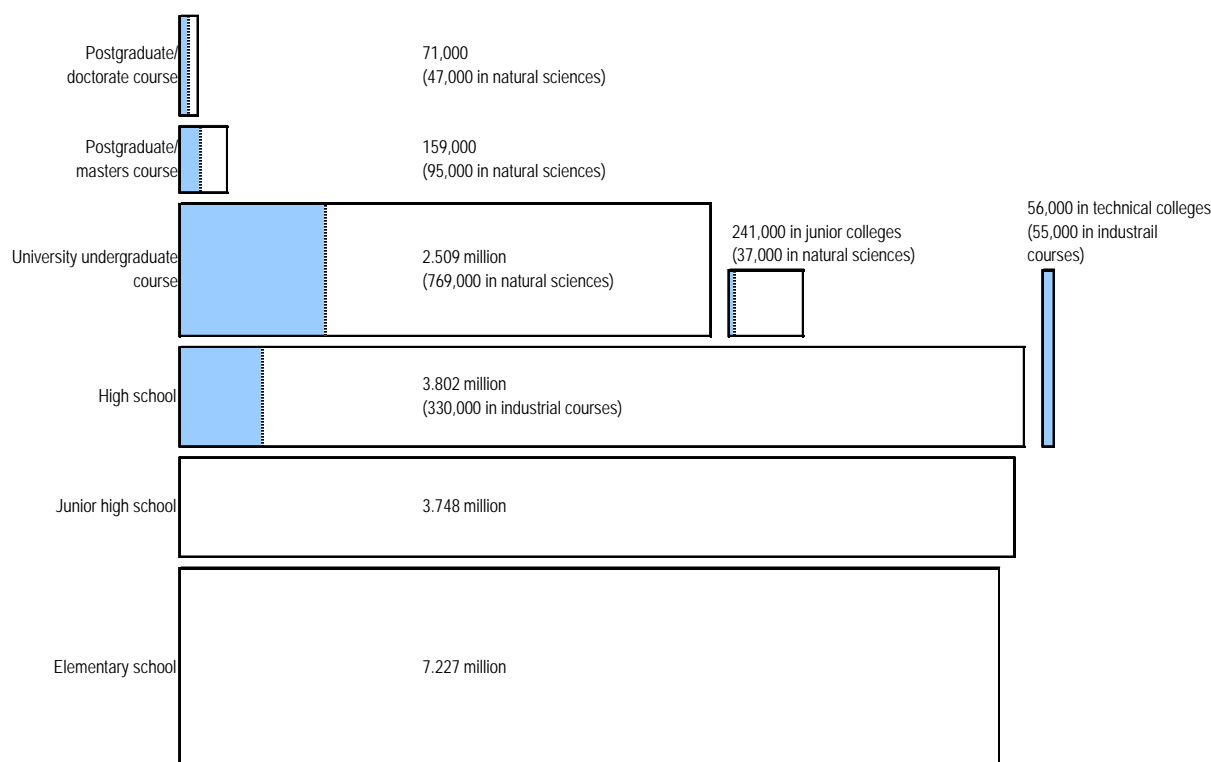 Postgraduate/
doctorate course
71,000
(47,000 in natural sciences)
Postgraduate/
masters course
159,000
(95,000 in natural sciences)
University undergraduate
course
2.509 million
(769,000 in natural sciences)
241,000 in junior colleges
(37,000 in natural sciences)
56,000 in technical colleges
(55,000 in industrail
courses)
High school
3.802 million
(330,000 in industrial courses)
Junior high school
3.748 million
Elementary school
7.227 million